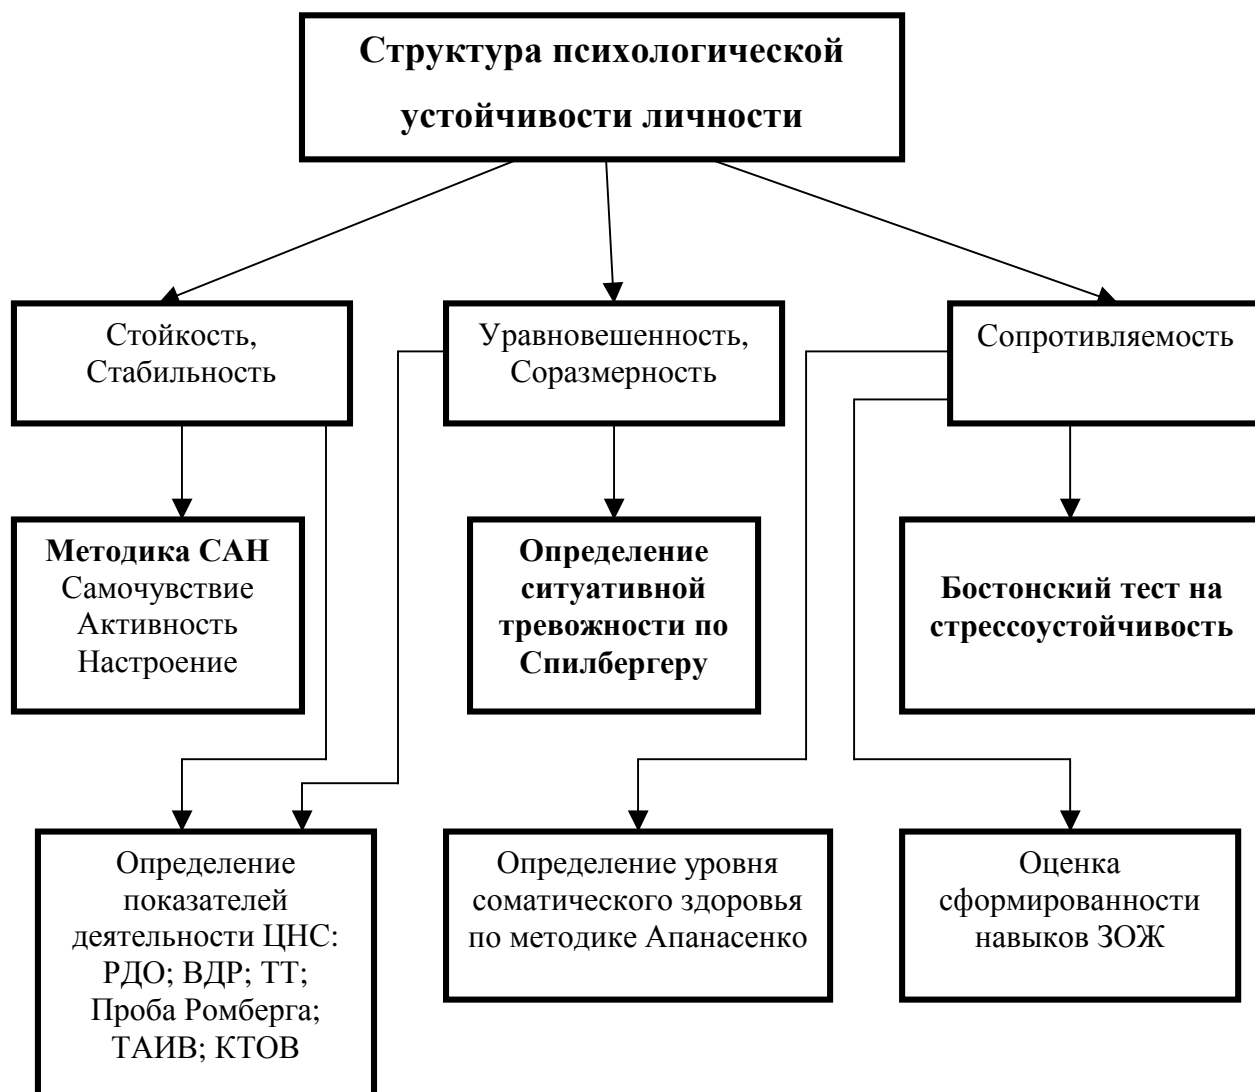 Структура психологической
устойчивости личности
Стойкость,
Стабильность
Уравновешенность,
Соразмерность
Сопротивляемость
Методика САН
Самочувствие
Активность
Настроение
Определение
ситуативной
тревожности по
Спилбергеру
Бостонский тест на
стрессоустойчивость
Определение
показателей
деятельности ЦНС:
РДО; ВДР; ТТ;
Проба Ромберга;
ТАИВ; КТОВ
Определение уровня
соматического здоровья
по методике Апанасенко
Оценка
сформированности
навыков ЗОЖ